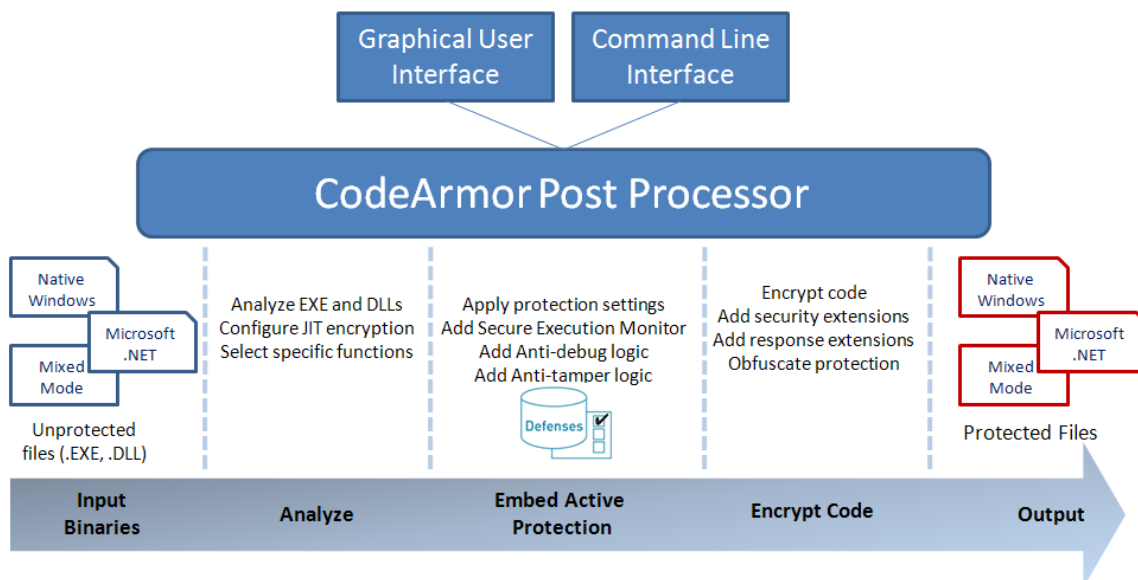 Graphical User
Interface
Command Line
Interface
CodeArmor Post Processor
Native
Windows
Microsoft
.NET
Mixed
Mode
Unprotected
files (.EXE, .DLL)
Analyze EXE and DLLs
Configure JIT encryption
Select specific functions
Apply protection settings
Add Secure Execution Monitor
Add Anti-debug logic
Add Anti-tamper logic
Defenses
Encrypt code
Add security extensions
Add response extensions
Obfuscate protection
Native
Windows
Microsoft
.NET
Mixed
Mode
Protected Files
Input
Binaries
Analyze
Embed Active
Protection
Encrypt Code
Output